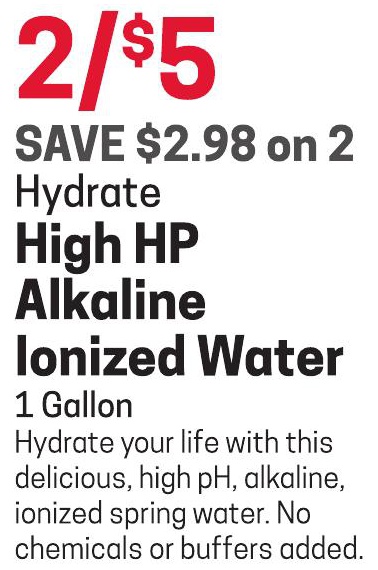 2/$5
SAVE $2.98 on 2
Hydrate
High HP
Alkaline
Ionized Water
1 Gallon
Hydrate your life with this
delicious, high pH, alkaline,
ionized spring water. No
chemicals or buffers added.